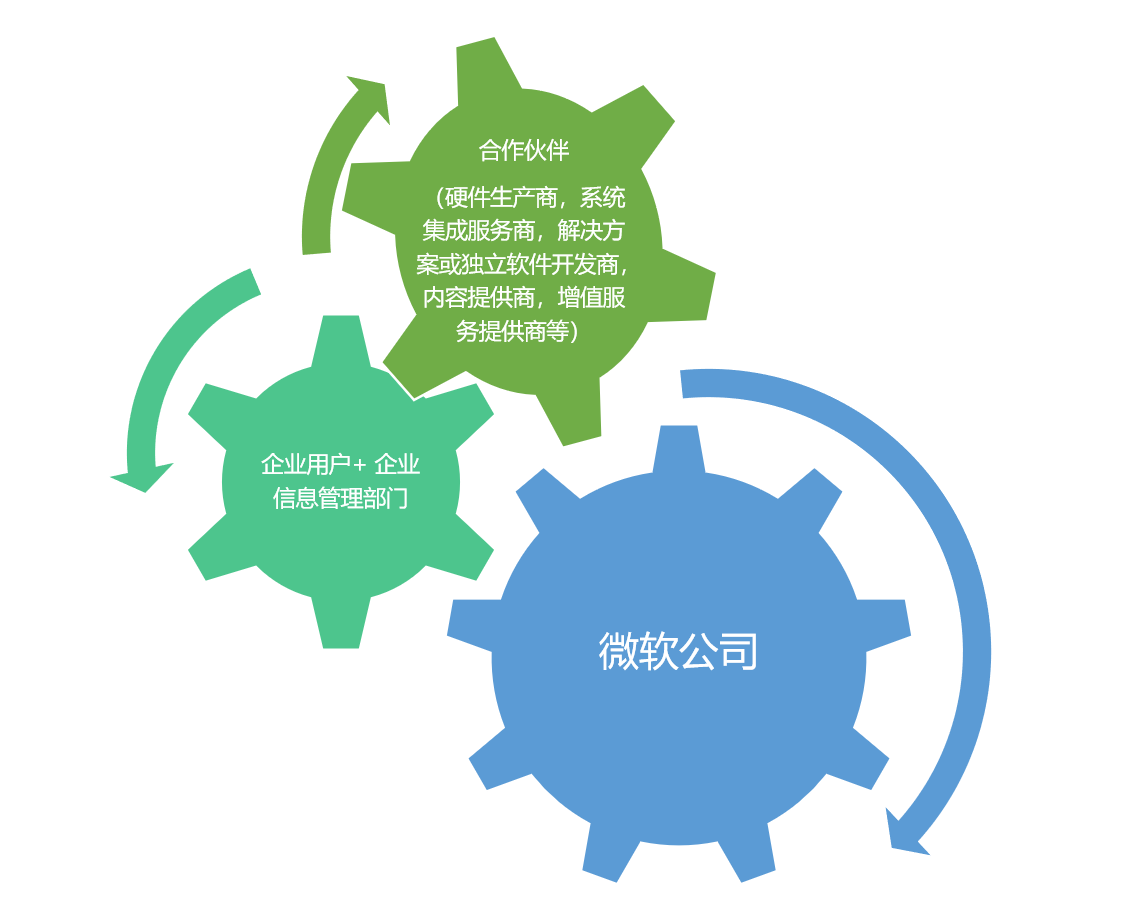 合作伙伴
（硬件生产商，系统
集成服务商，解决方
案或独立软件开发商，
内容提供商，增值服
务提供商等）
企业用户+ 企业
信息管理部门
微软公司